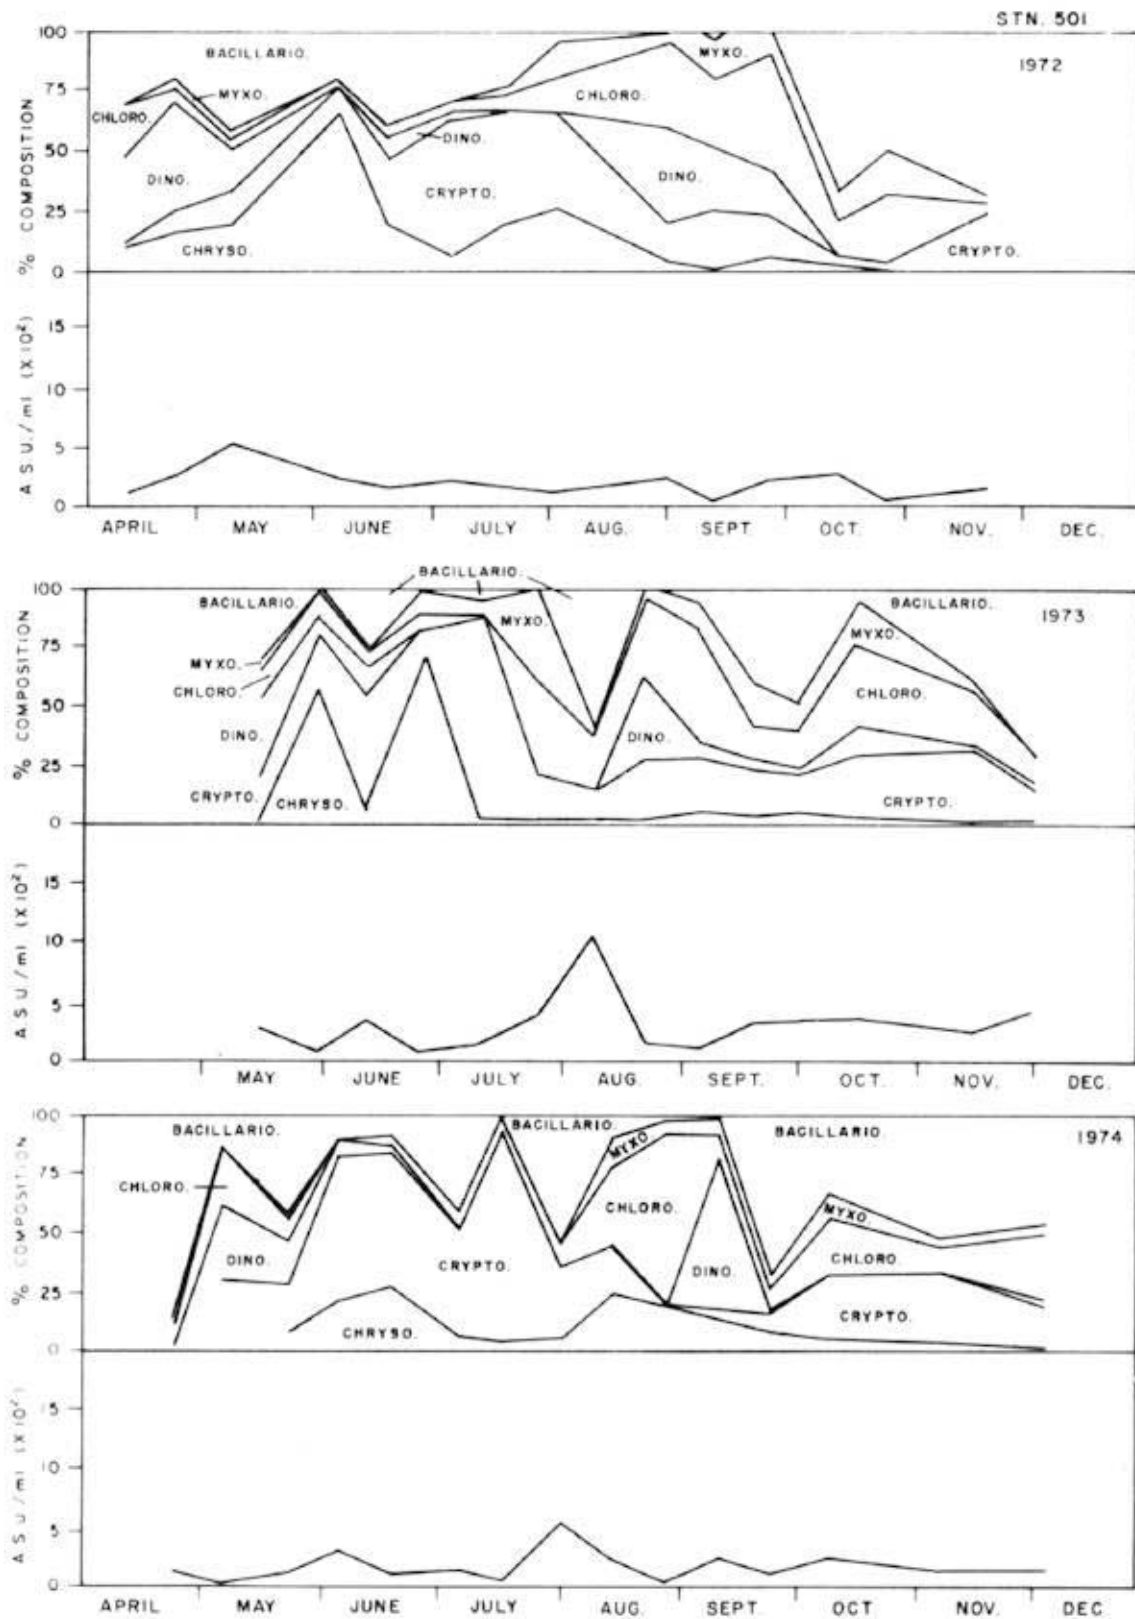 STN. 501
1972
% COMPOSITION
100
75
50
25
0
BACILLARIO.
MYXO.
CHLORO.
DINO.
CHRYSO.
DINO.
CRYPTO.
MYXO.
CHLORO.
DINO.
CRYPTO.
A.S.U./ml (X10²)
15
10
5
0
APRIL MAY JUNE JULY AUG. SEPT. OCT. NOV. DEC.
1973
% COMPOSITION
100
75
50
25
0
BACILLARIO.
BACILLARIO.
BACILLARIO.
MYXO.
MYXO.
MYXO.
CHLORO.
CHLORO.
DINO.
DINO.
CRYPTO.
CHRYSO.
CRYPTO.
A S U /ml (X10²)
15
10
5
0
MAY JUNE JULY AUG. SEPT. OCT. NOV. DEC.
1974
% COMPOSITION
100
75
50
25
0
BACILLARIO.
BACILLARIO.
BACILLARIO.
CHLORO.
MYXO
MYXO.
CHLORO.
CHLORO.
DINO.
CRYPTO.
DINO.
CHRYSO.
CRYPTO.
A S U /ml (X10²)
15
10
5
0
APRIL MAY JUNE JULY AUG. SEPT. OCT. NOV. DEC.